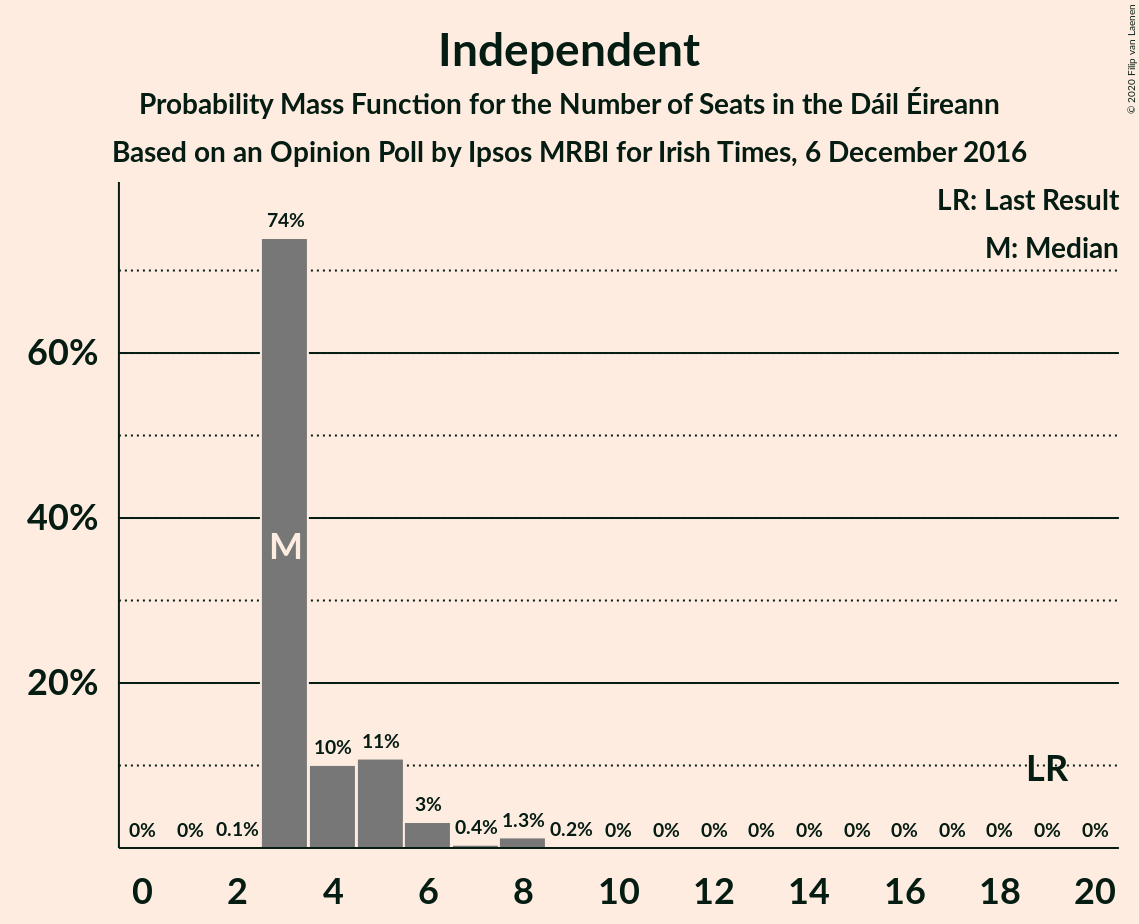 Independent
Probability Mass Function for the Number of Seats in the Dáil Éireann
Based on an Opinion Poll by Ipsos MRBI for Irish Times, 6 December 2016
© 2020 Filip van Laenen
LR: Last Result
M: Median
60%
40%
20%
74%
M
10%
11%
3%
0.4%
1.3%
0.2%
LR
0% 0% 0.1% 0% 0% 0% 0% 0% 0% 0% 0% 0% 0% 0%
0 2 4 6 8 10 12 14 16 18 20